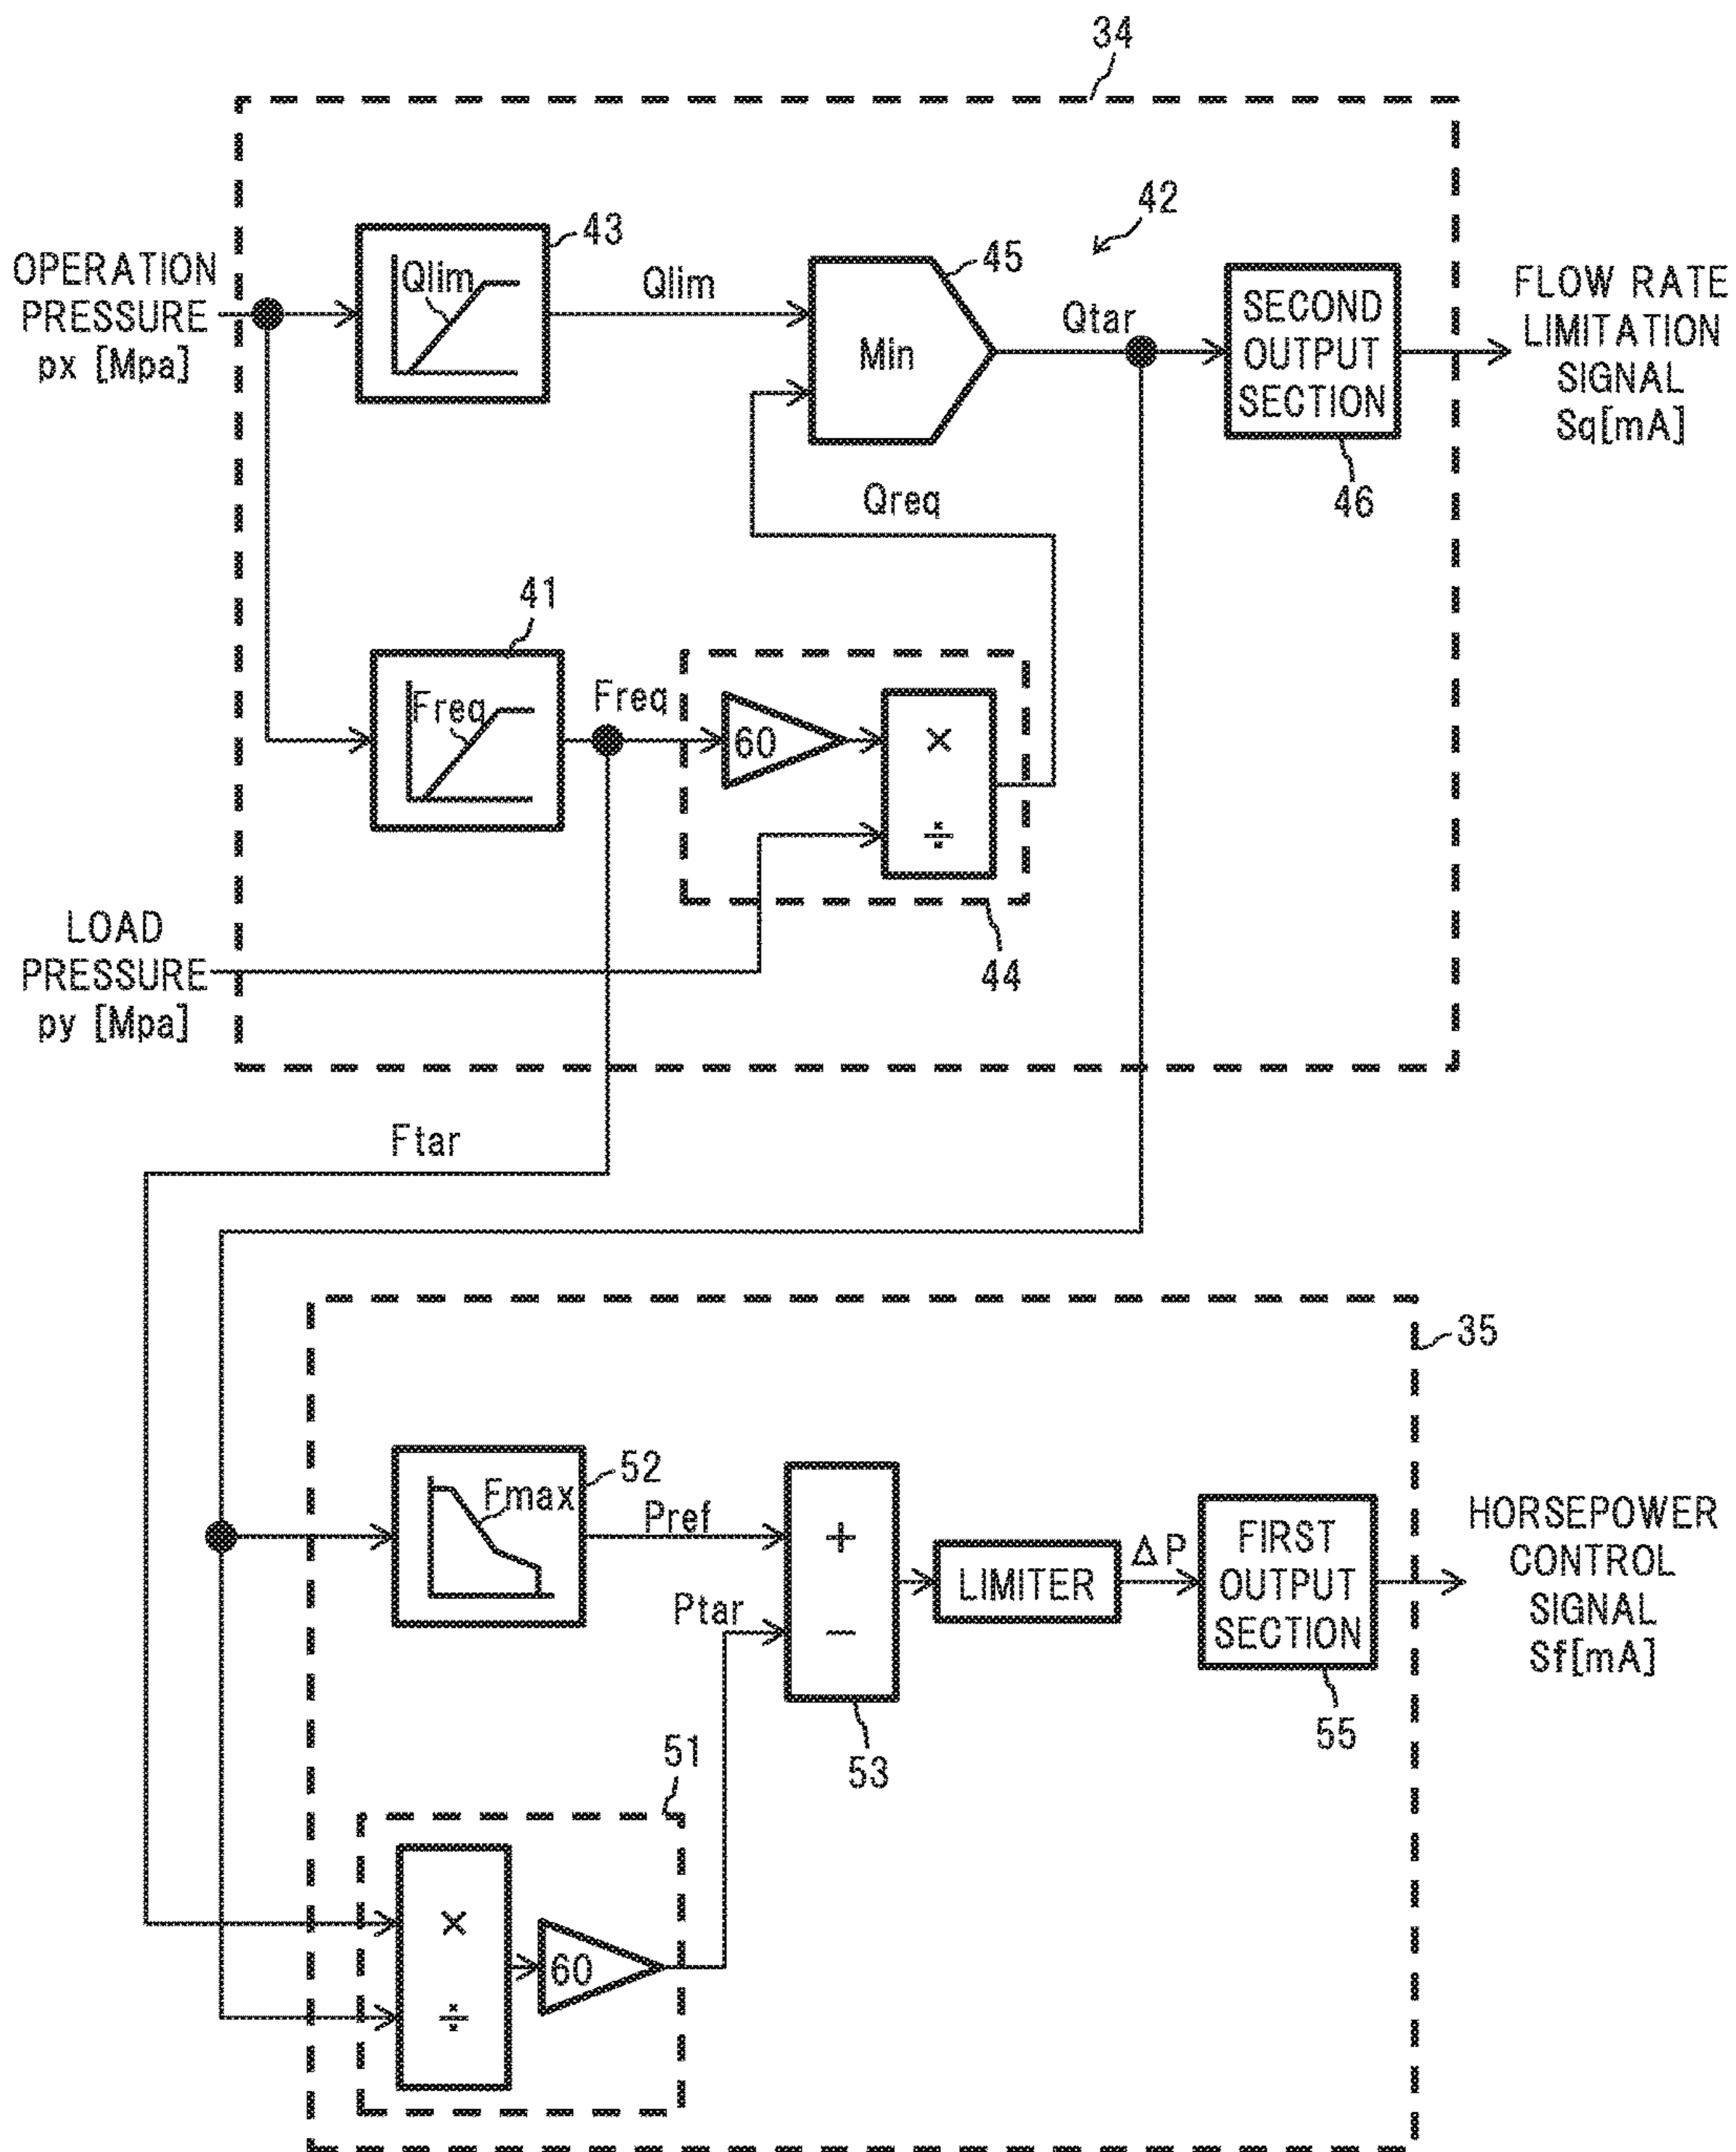 34
42
43
OPERATION
PRESSURE
px [Mpa]
Qlim
Qlim
45
Min
Qtar
SECOND
OUTPUT
SECTION
46
FLOW RATE
LIMITATION
SIGNAL
Sq[mA]
Qreq
41
Freq
Freq
60
×
÷
44
LOAD
PRESSURE
py [Mpa]
Ftar
35
52
Fmax
Pref
+
−
53
LIMITER
ΔP
FIRST
OUTPUT
SECTION
55
HORSEPOWER
CONTROL
SIGNAL
Sf[mA]
Ptar
51
×
÷
60